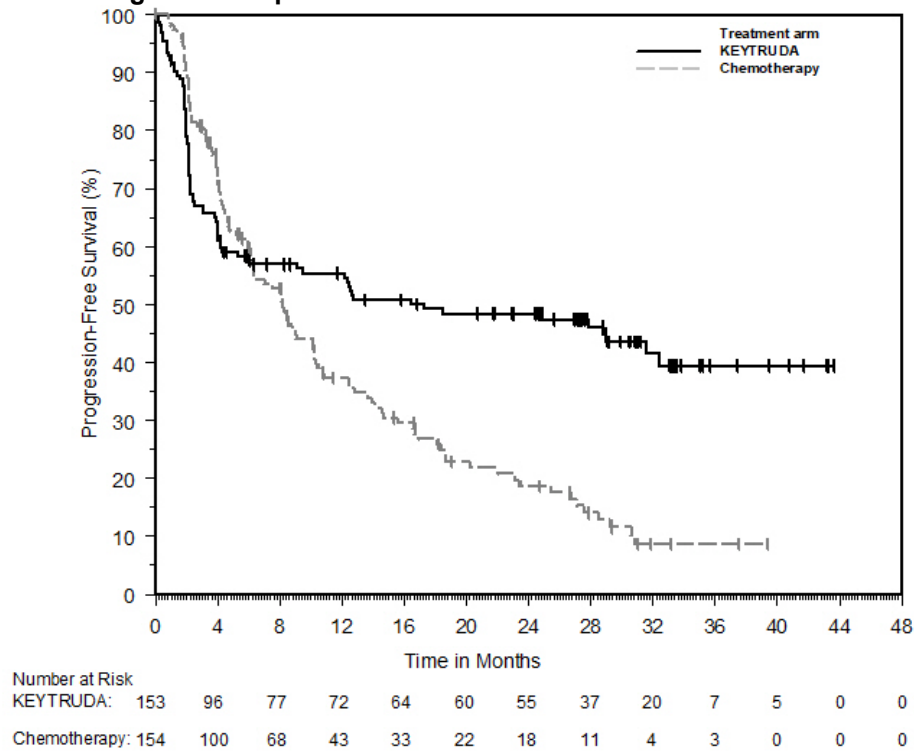 100
90
80
70
60
50
40
30
20
10
0
Progression-Free Survival (%)
Treatment arm
KEYTRUDA
Chemotherapy
0 4 8 12 16 20 24 28 32 36 40 44 48
Time in Months
Number at Risk
KEYTRUDA: 153 96 77 72 64 60 55 37 20 7 5 0 0
Chemotherapy: 154 100 68 43 33 22 18 11 4 3 0 0 0